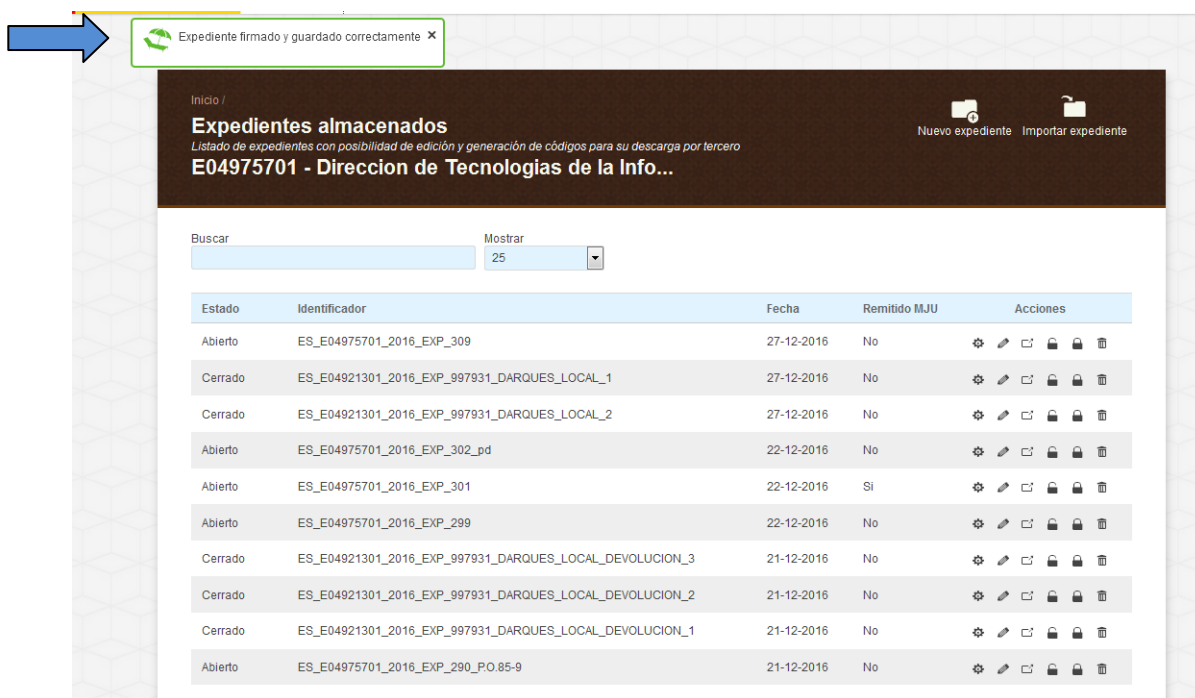 Expediente firmado y guardado correctamente ×
Inicio /
Expedientes almacenados
Listado de expedientes con posibilidad de edición y generación de códigos para su descarga por tercero
E04975701 - Direccion de Tecnologias de la Info...
Nuevo expediente Importar expediente
Buscar Mostrar
25
Estado Identificador Fecha Remitido MJU Acciones
Abierto ES_E04975701_2016_EXP_309 27-12-2016 No
Cerrado ES_E04921301_2016_EXP_997931_DARQUES_LOCAL_1 27-12-2016 No
Cerrado ES_E04921301_2016_EXP_997931_DARQUES_LOCAL_2 27-12-2016 No
Abierto ES_E04975701_2016_EXP_302_pd 22-12-2016 No
Abierto ES_E04975701_2016_EXP_301 22-12-2016 Si
Abierto ES_E04975701_2016_EXP_299 22-12-2016 No
Cerrado ES_E04921301_2016_EXP_997931_DARQUES_LOCAL_DEVOLUCION_3 21-12-2016 No
Cerrado ES_E04921301_2016_EXP_997931_DARQUES_LOCAL_DEVOLUCION_2 21-12-2016 No
Cerrado ES_E04921301_2016_EXP_997931_DARQUES_LOCAL_DEVOLUCION_1 21-12-2016 No
Abierto ES_E04975701_2016_EXP_290_P.O.85-9 21-12-2016 No